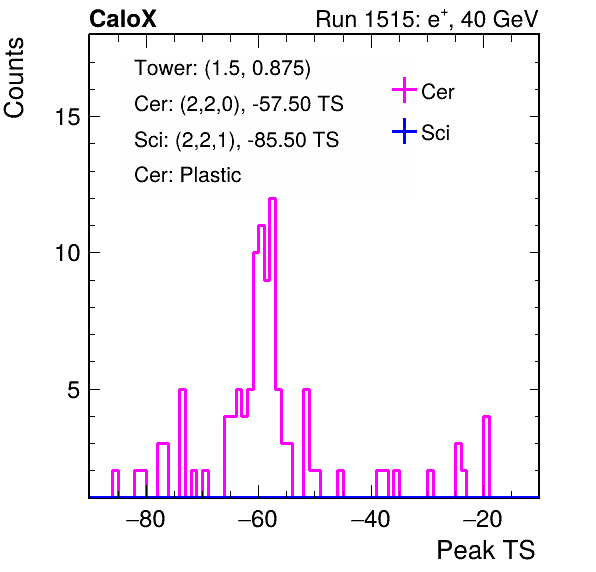 CaloX Run 1515: e⁺, 40 GeV
Counts
Tower: (1.5, 0.875)
Cer: (2,2,0), -57.50 TS
Sci: (2,2,1), -85.50 TS
Cer: Plastic
Cer
Sci
15
10
5
−80 −60 −40 −20
Peak TS